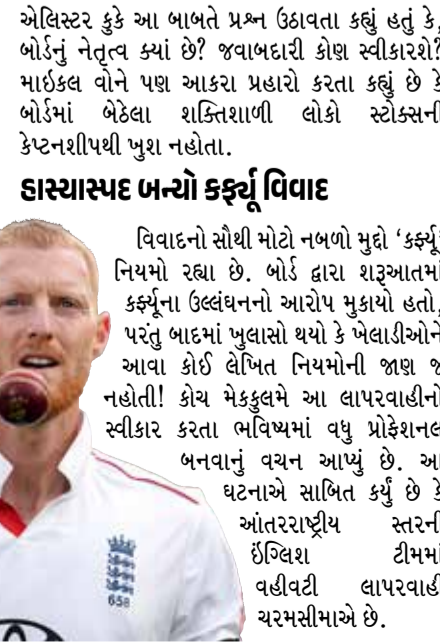 એલિસ્ટર કુકે આ બાબતે પ્રશ્ન ઉઠાવતા કહ્યું હતું કે,
બોર્ડનું નેતૃત્વ ક્યાં છે? જવાબદારી કોણ સ્વીકારશે?
માઇકલ વોને પણ આકરા પ્રહારો કરતા કહ્યું છે કે
બોર્ડમાં બેઠેલા શક્તિશાળી લોકો સ્ટોક્સની
કેપ્ટનશીપથી ખુશ નહોતા.
હાસ્યાસ્પદ બન્યો કર્ફ્યૂ વિવાદ
વિવાદનો સૌથી મોટો નબળો મુદ્દો ‘કર્ફ્યૂ’
નિયમો રહ્યા છે. બોર્ડ દ્વારા શરૂઆતમાં
કર્ફ્યૂના ઉલ્લંઘનનો આરોપ મુકાયો હતો,
પરંતુ બાદમાં ખુલાસો થયો કે ખેલાડીઓને
આવા કોઈ લેખિત નિયમોની જાણ જ
નહોતી! કોચ મેકકુલમે આ લાપરવાહીનો
સ્વીકાર કરતા ભવિષ્યમાં વધુ પ્રોફેશનલ
બનવાનું વચન આપ્યું છે. આ
ઘટનાએ સાબિત કર્યું છે કે
આંતરરાષ્ટ્રીય સ્તરની
ઇંગ્લિશ ટીમમાં
વહીવટી લાપરવાહી
ચરમસીમાએ છે.
658